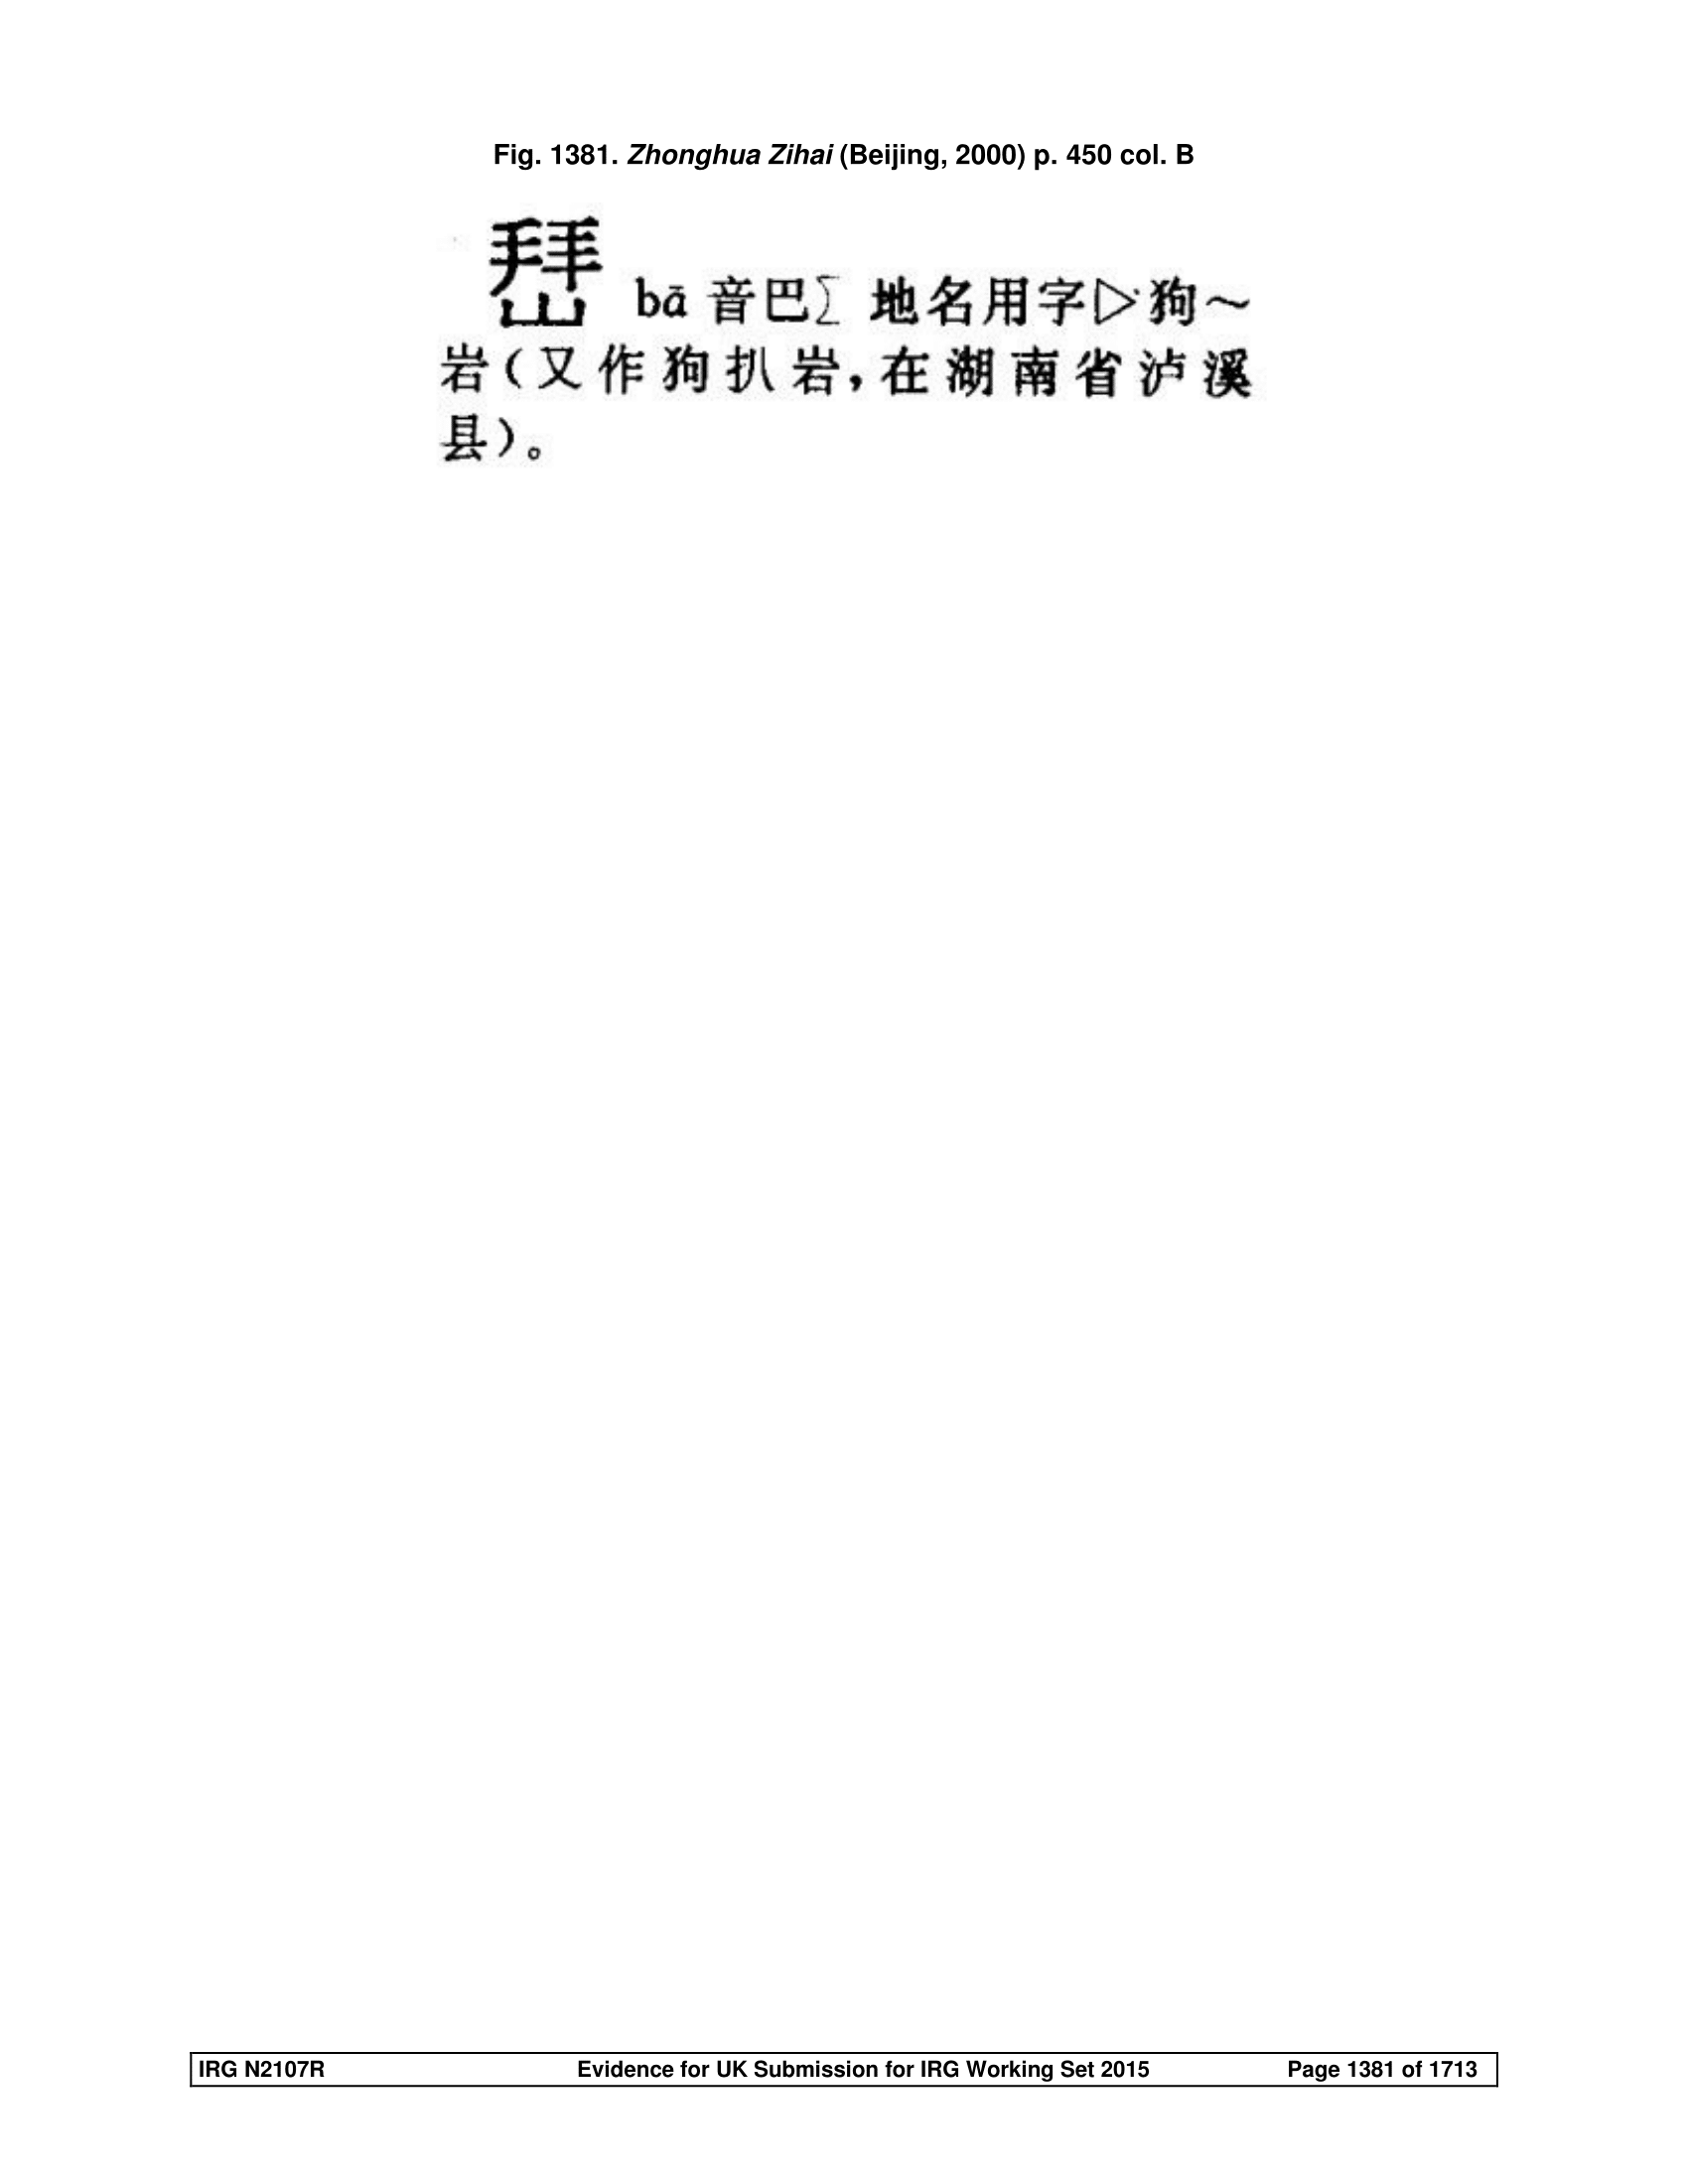 Fig. 1381. Zhonghua Zihai (Beijing, 2000) p. 450 col. B
bā 音巴 地名用字▷狗～
岩(又作狗扒岩,在湖南省泸溪
县)。
IRG N2107R Evidence for UK Submission for IRG Working Set 2015 Page 1381 of 1713